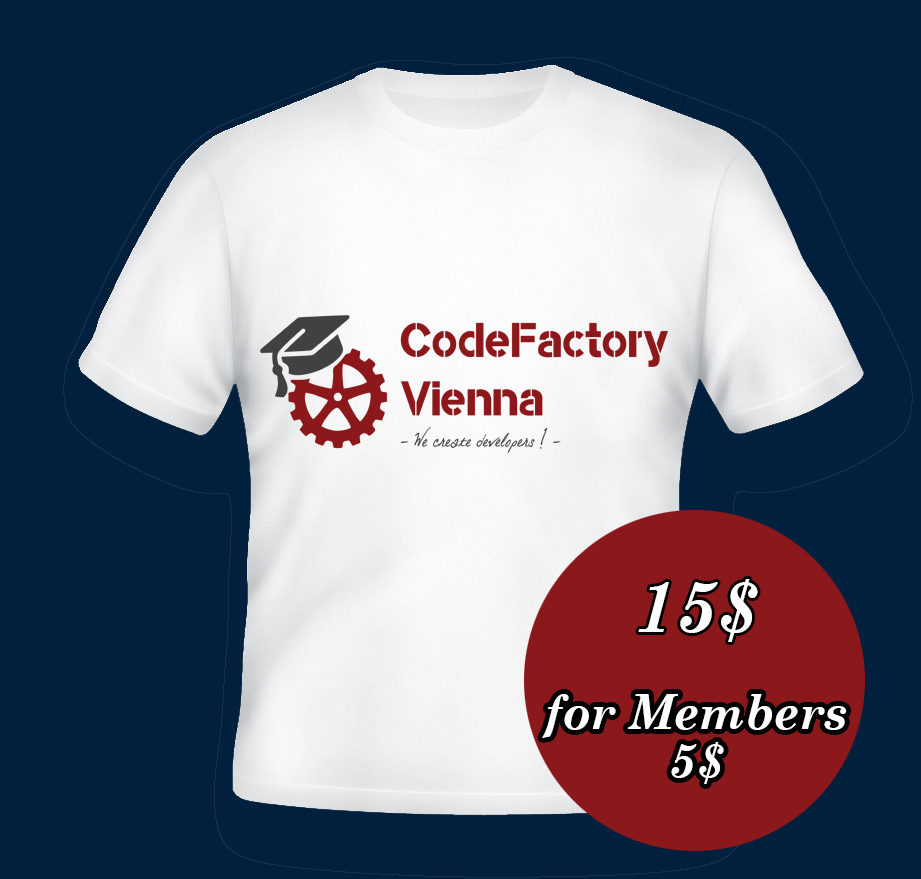 CodeFactory
Vienna
- We create developers! -
15$
for Members
5$